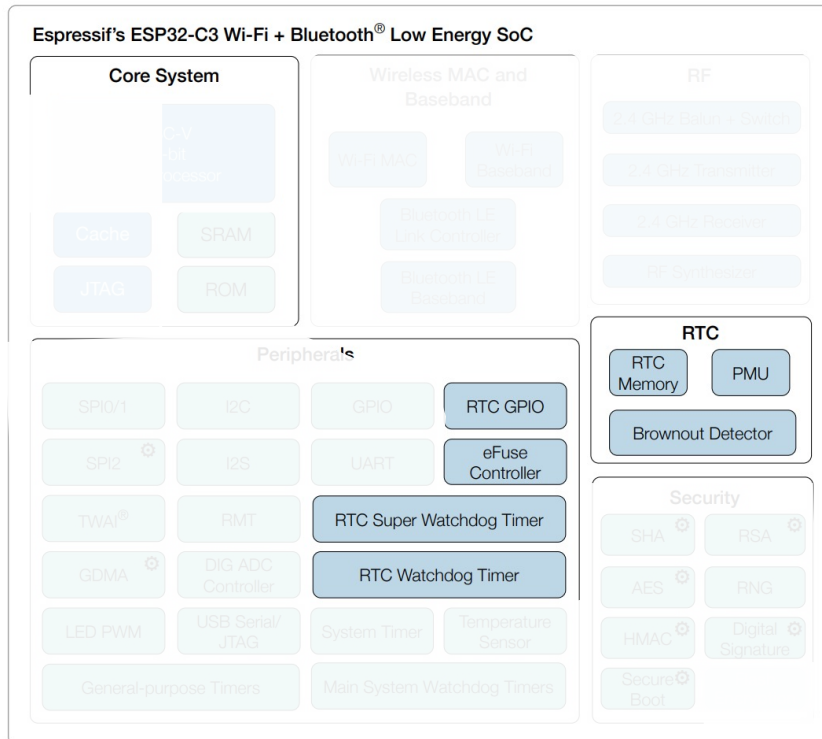 Espressif's ESP32-C3 Wi-Fi + Bluetooth® Low Energy SoC
Core System
Wireless MAC and
Baseband
RF
Cache
SRAM
JTAG
ROM
Wi-Fi MAC
Wi-Fi
Baseband
Bluetooth LE
Link Controller
Bluetooth LE
Baseband
2.4 GHz Balun + Switch
2.4 GHz Transmitter
2.4 GHz Receiver
RF Synthesizer
Peripherals
SPI0/1
I2C
GPIO
RTC GPIO
SPI2
I2S
UART
eFuse
Controller
TWAI®
RMT
RTC Super Watchdog Timer
GDMA
DIG ADC
Controller
RTC Watchdog Timer
LED PWM
USB Serial/
JTAG
System Timer
Temperature
Sensor
General-purpose Timers
Main System Watchdog Timers
RTC
RTC
Memory
PMU
Brownout Detector
Security
SHA
RSA
AES
RNG
HMAC
Digital
Signature
Secure
Boot